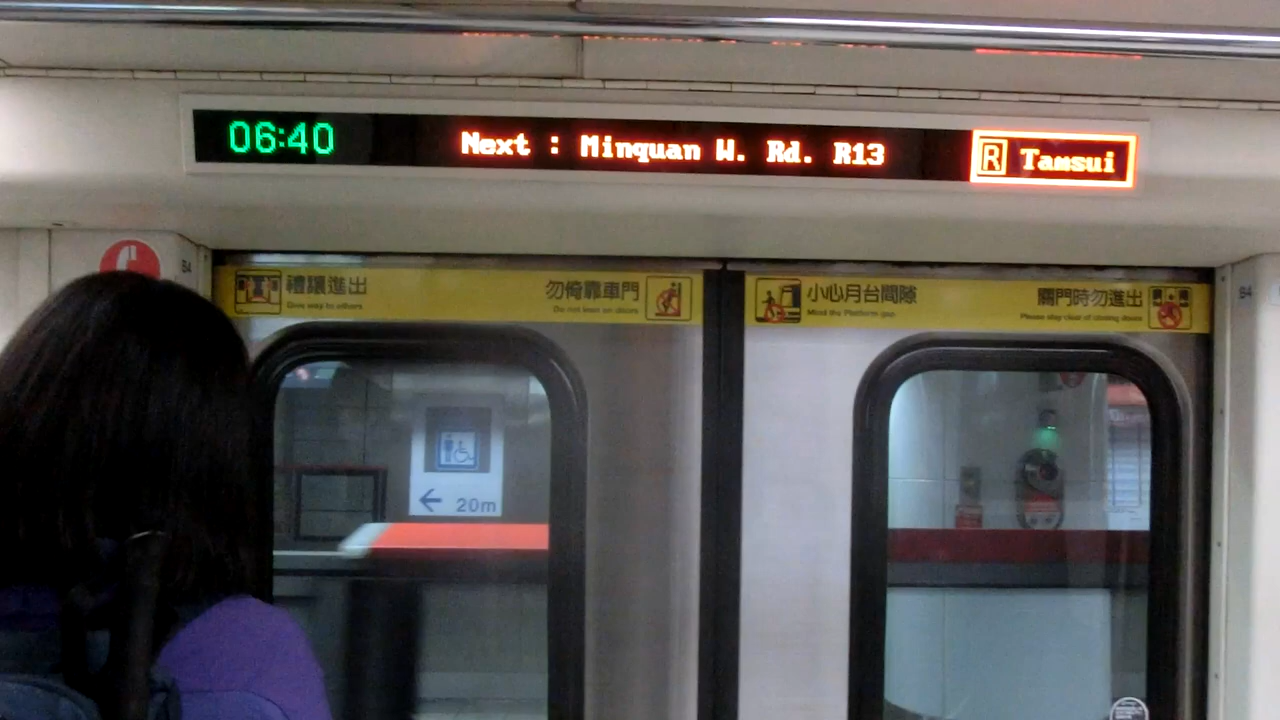 06:40
Next : Minquan W. Rd. R13
R Tamsui
B4
禮讓進出
Give way to others
勿倚靠車門
Do not lean on doors
小心月台間隙
Mind the Platform gap
關門時勿進出
Please stay clear of closing doors
B4
← 20m